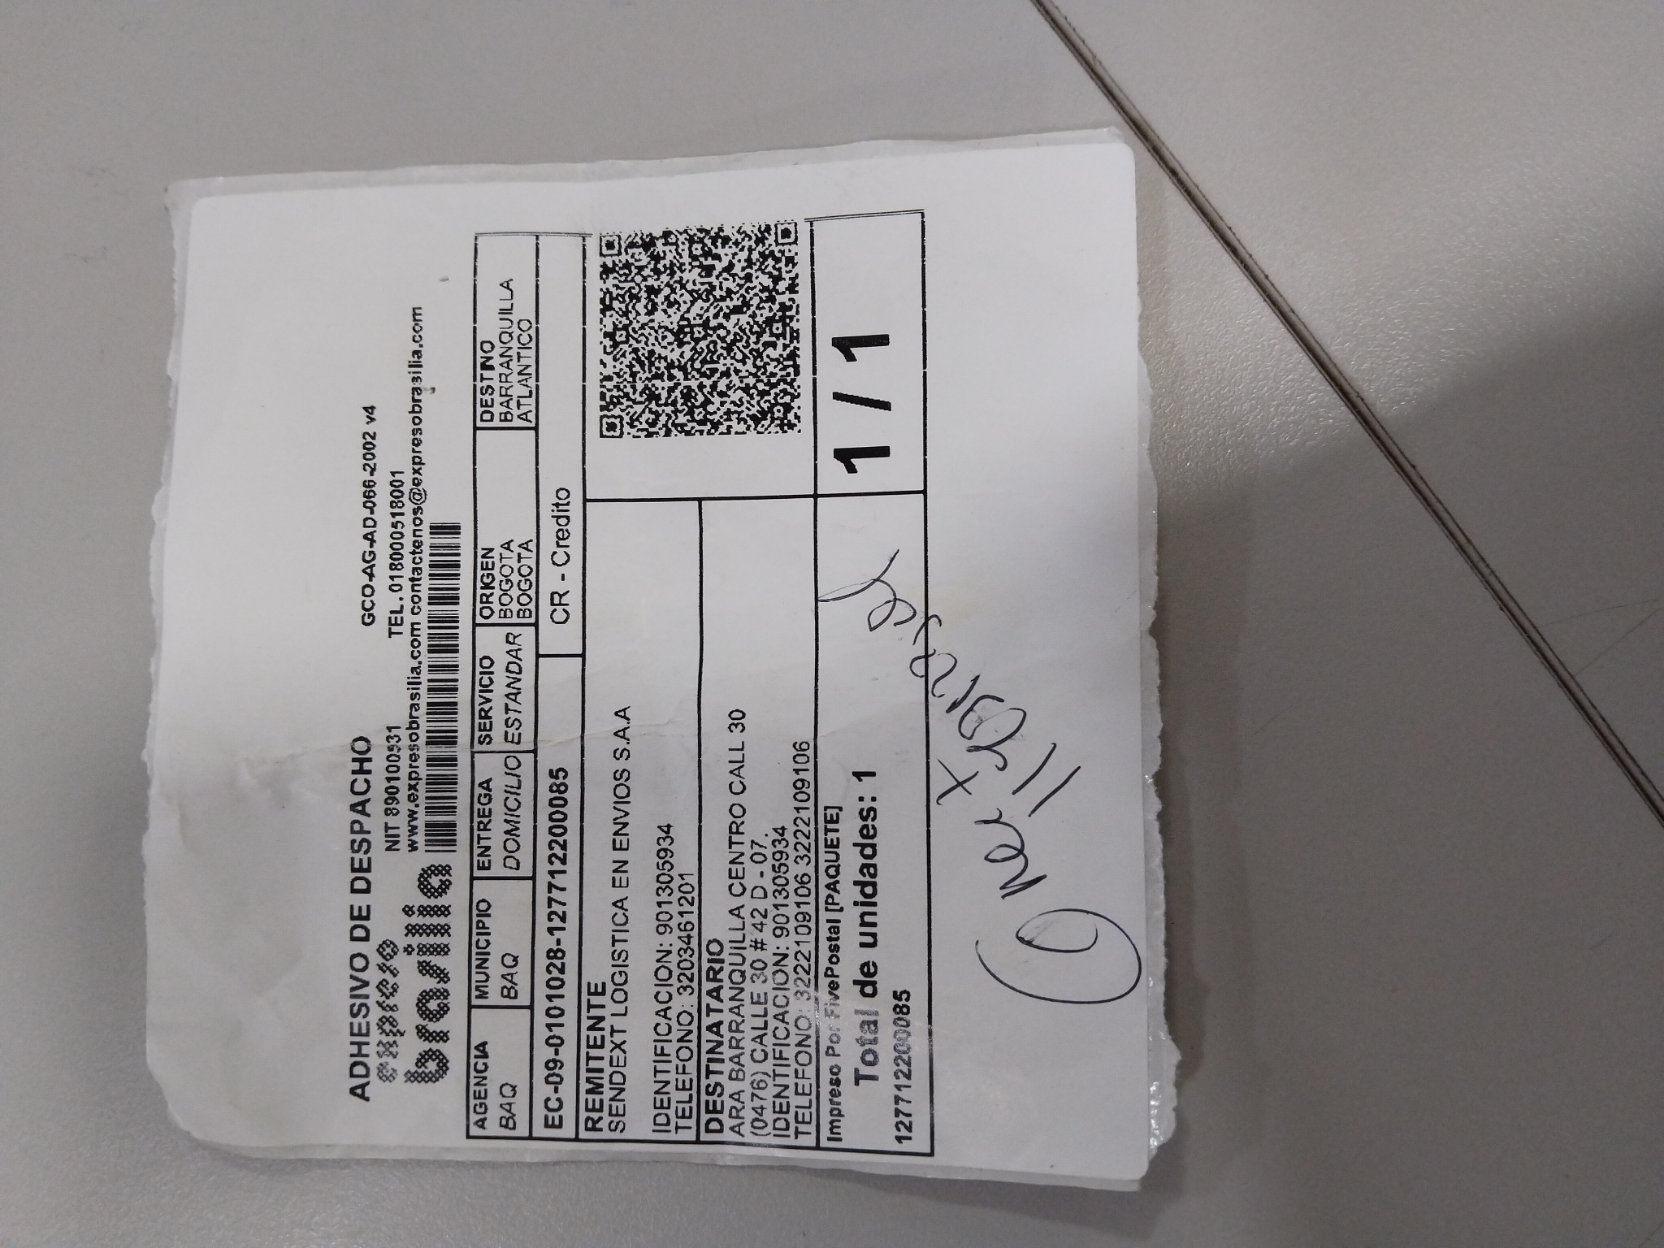 ADHESIVO DE DESPACHO GCO-AG-AD-066-2002 v4
expreso
brasilia
NIT 890100531 TEL. 018000518001
www.expresobrasilia.com contactenos@expresobrasilia.com
AGENCIA MUNICIPIO ENTREGA SERVICIO ORIGEN DESTINO
BAQ BAQ DOMICILIO ESTANDAR BOGOTA BARRANQUILLA
BOGOTA ATLANTICO
EC-09-0101028-1277122200085 CR - Credito
REMITENTE
SENDEXT LOGISTICA EN ENVIOS S.A.A
IDENTIFICACION: 901305934
TELEFONO: 3203461201
DESTINATARIO
ARA BARRANQUILLA CENTRO CALL 30
(0476) CALLE 30 # 42 D - 07.
IDENTIFICACION: 901305934
TELEFONO: 3222109106 3222109106
Impreso Por FivePostal [PAQUETE]
Total de unidades: 1
1 / 1
1277122200085